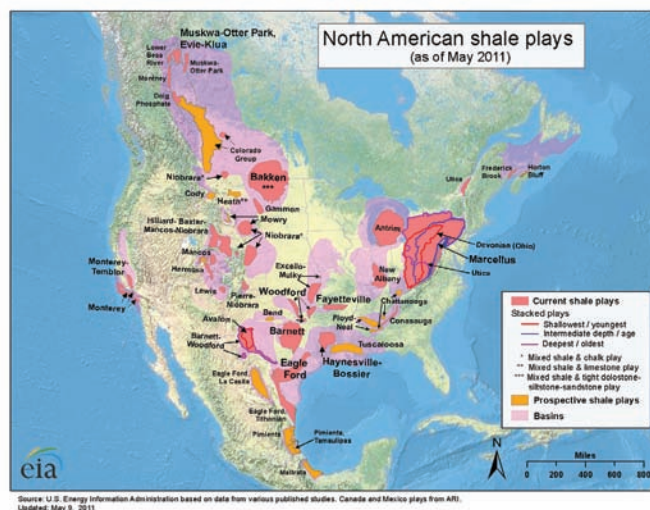 North American shale plays
(as of May 2011)
Muskwa-Otter Park,
Evie-Klua
Lower Besa
River
Muskwa-
Otter Park
Montney
Doig
Phosphate
Colorado
Group
Niobrara*
Bakken
***
Cody
Heath**
Gammon
Mowry
Hilliard- Baxter-
Mancos-Niobrara
Niobrara*
Mancos
Hermosa
Lewis
Pierre-
Niobrara
Monterey-
Temblor
Monterey
Excello-
Mulky
Woodford
Fayetteville
Bend
Avalon
Barnett
Barnett-
Woodford
Eagle
Ford
Haynesville-
Bossier
Tuscaloosa
Floyd-
Neal
Conasauga
Chattanooga
New
Albany
Antrim
Devonian (Ohio)
Marcellus
Utica
Utica
Frederick
Brook
Horton
Bluff
Eagle Ford,
La Casita
Eagle Ford,
Tithonian
Pimienta
Pimienta,
Tamaulipas
Maltrata
Current shale plays
Stacked plays
Shallowest / youngest
Intermediate depth / age
Deepest / oldest
* Mixed shale & chalk play
** Mixed shale & limestone play
*** Mixed shale & tight dolostone-
siltstone-sandstone play
Prospective shale plays
Basins
N
Miles
0 200 400 600 800
eia
Source: U.S. Energy Information Administration based on data from various published studies. Canada and Mexico plays from ARI.
Updated: May 9, 2011